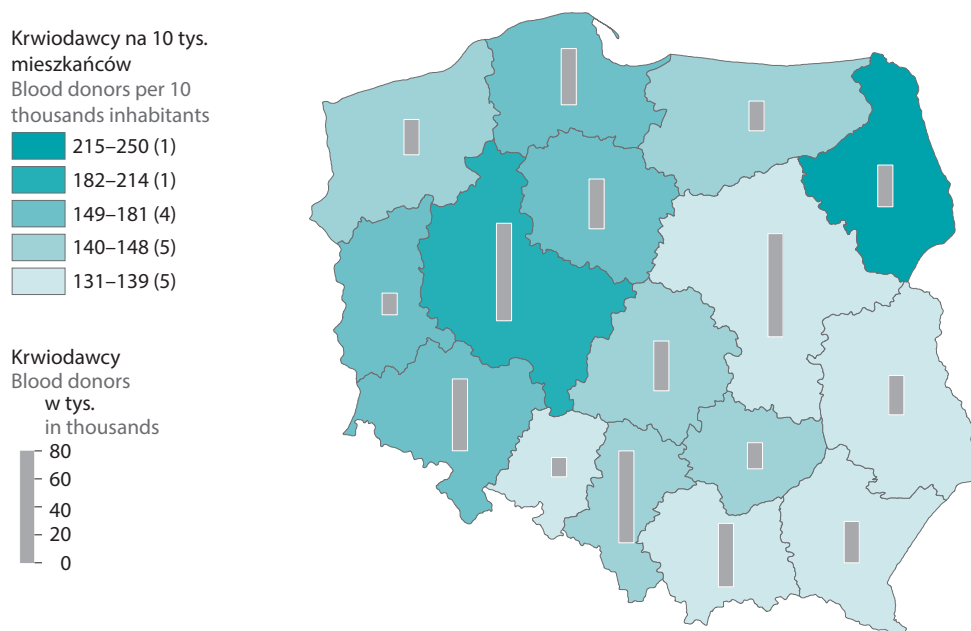 Krwiodawcy na 10 tys.
mieszkańców
Blood donors per 10
thousands inhabitants
215–250 (1)
182–214 (1)
149–181 (4)
140–148 (5)
131–139 (5)
Krwiodawcy
Blood donors
w tys.
in thousands
80
60
40
20
0